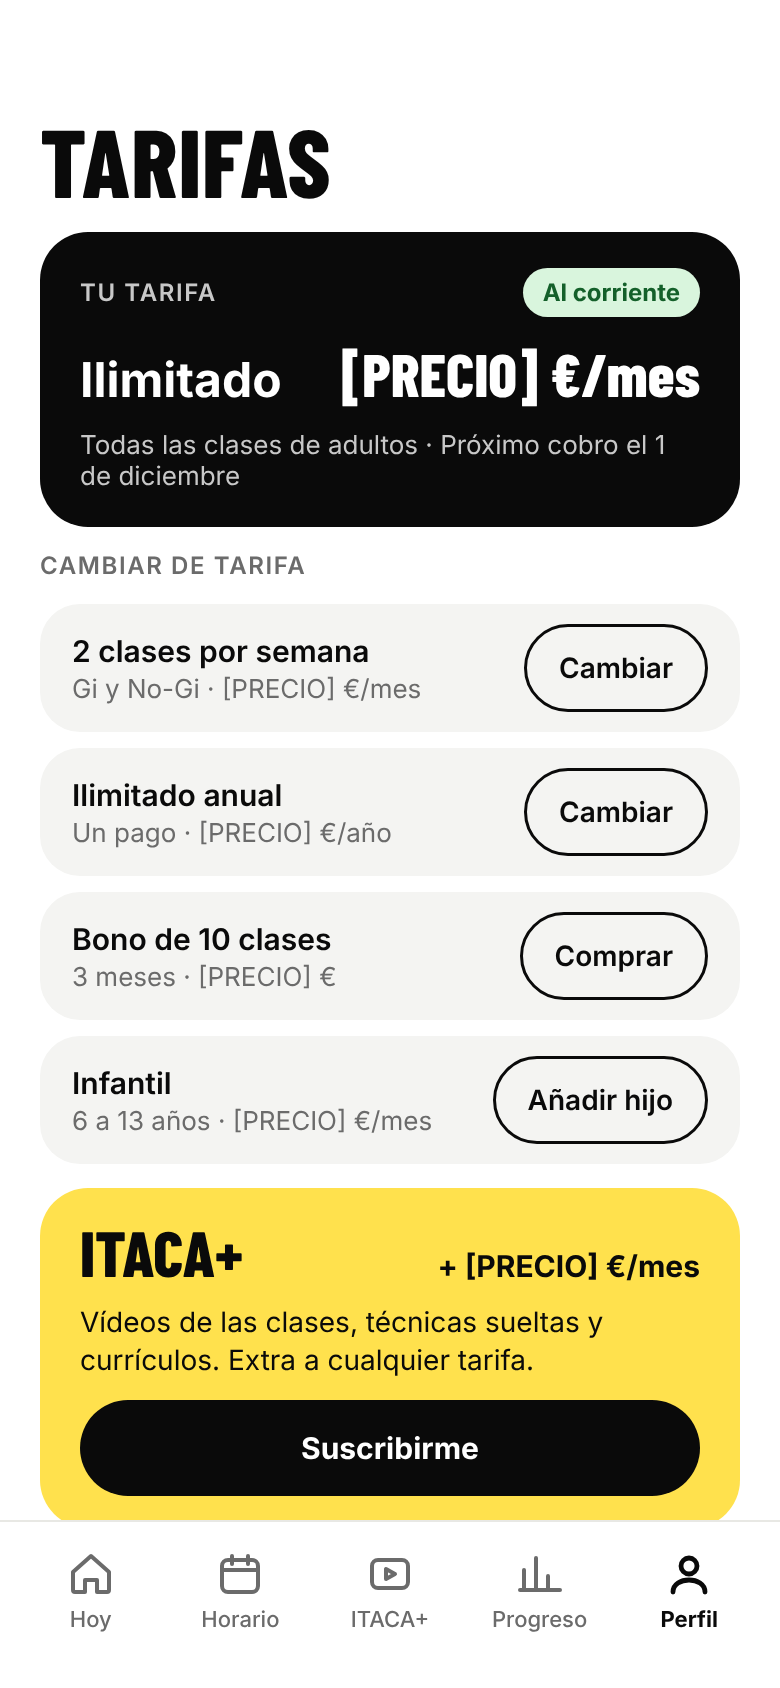 TARIFAS
TU TARIFA
Al corriente
Ilimitado
[PRECIO] €/mes
Todas las clases de adultos · Próximo cobro el 1
de diciembre
CAMBIAR DE TARIFA
2 clases por semana
Gi y No-Gi · [PRECIO] €/mes
Cambiar
Ilimitado anual
Un pago · [PRECIO] €/año
Cambiar
Bono de 10 clases
3 meses · [PRECIO] €
Comprar
Infantil
6 a 13 años · [PRECIO] €/mes
Añadir hijo
ITACA+
+ [PRECIO] €/mes
Vídeos de las clases, técnicas sueltas y
currículos. Extra a cualquier tarifa.
Suscribirme
Hoy
Horario
ITACA+
Progreso
Perfil